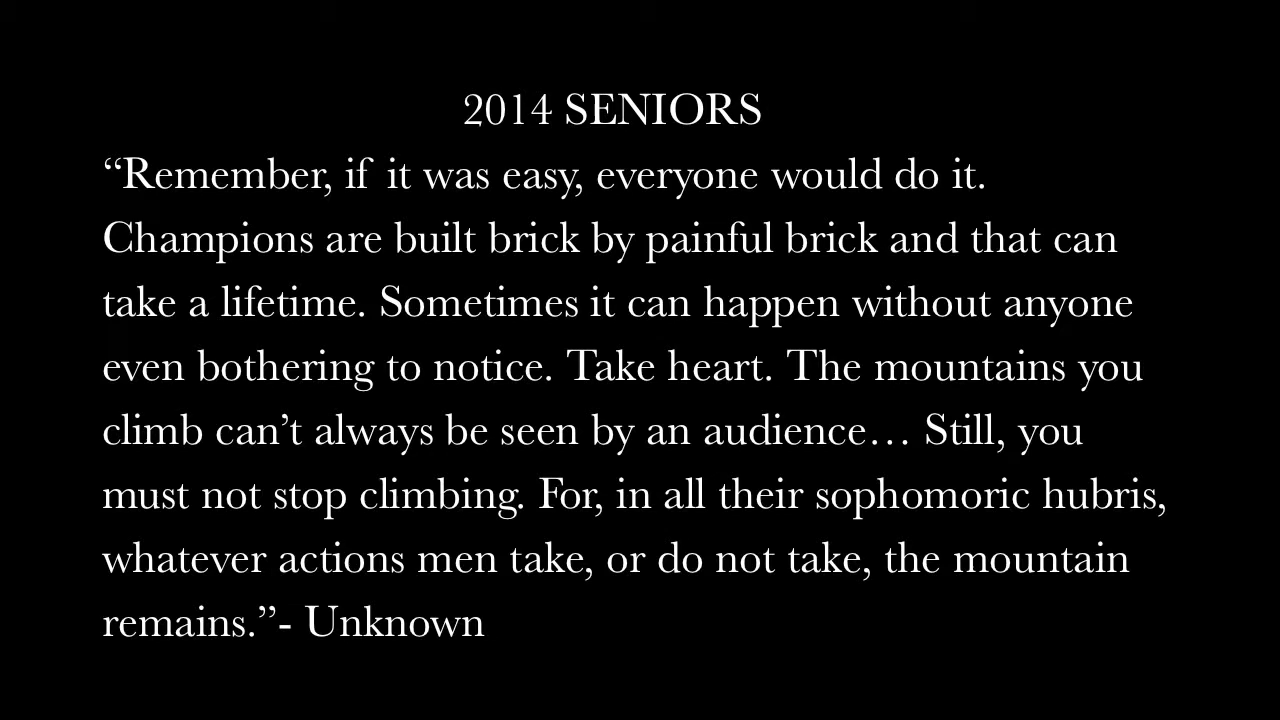 2014 SENIORS
“Remember, if it was easy, everyone would do it.
Champions are built brick by painful brick and that can
take a lifetime. Sometimes it can happen without anyone
even bothering to notice. Take heart. The mountains you
climb can’t always be seen by an audience… Still, you
must not stop climbing. For, in all their sophomoric hubris,
whatever actions men take, or do not take, the mountain
remains.”- Unknown